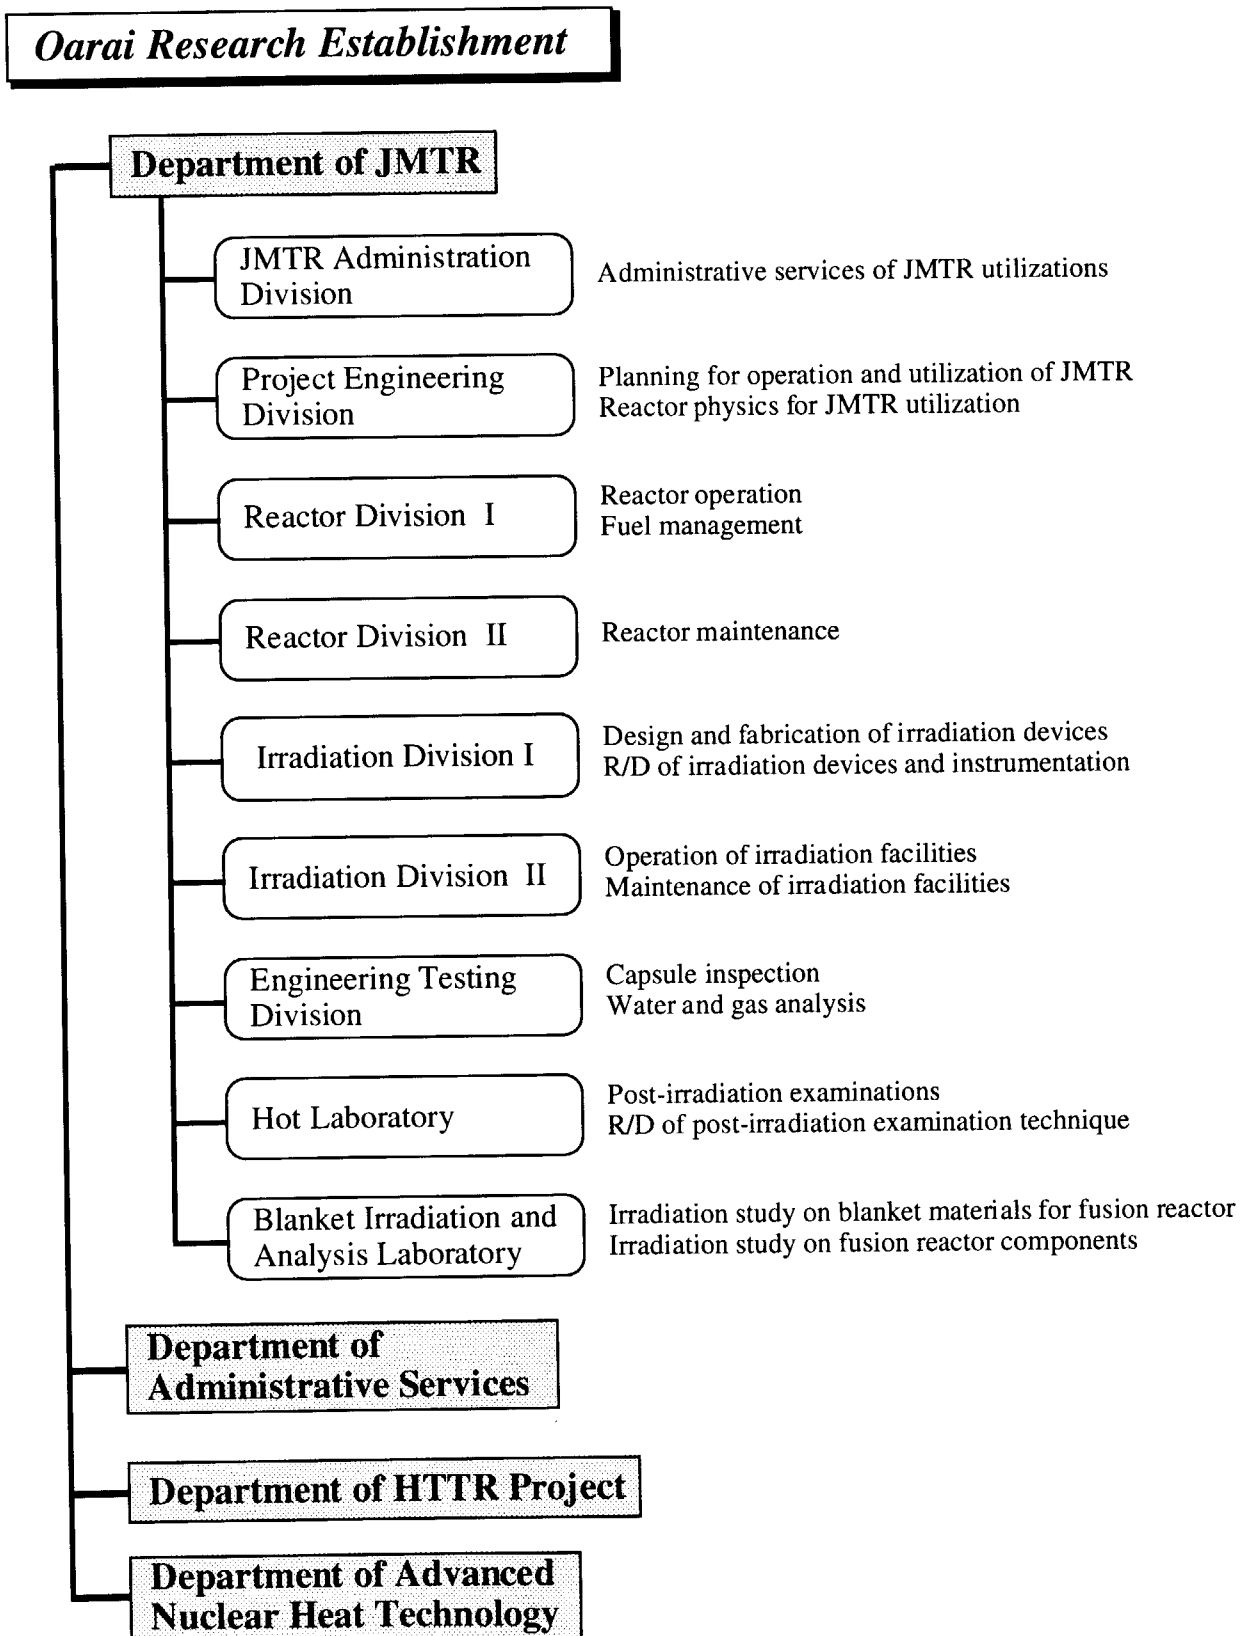 Oarai Research Establishment
Department of JMTR
JMTR Administration
Division
Administrative services of JMTR utilizations
Project Engineering
Division
Planning for operation and utilization of JMTR
Reactor physics for JMTR utilization
Reactor Division I
Reactor operation
Fuel management
Reactor Division II
Reactor maintenance
Irradiation Division I
Design and fabrication of irradiation devices
R/D of irradiation devices and instrumentation
Irradiation Division II
Operation of irradiation facilities
Maintenance of irradiation facilities
Engineering Testing
Division
Capsule inspection
Water and gas analysis
Hot Laboratory
Post-irradiation examinations
R/D of post-irradiation examination technique
Blanket Irradiation and
Analysis Laboratory
Irradiation study on blanket materials for fusion reactor
Irradiation study on fusion reactor components
Department of
Administrative Services
Department of HTTR Project
Department of Advanced
Nuclear Heat Technology